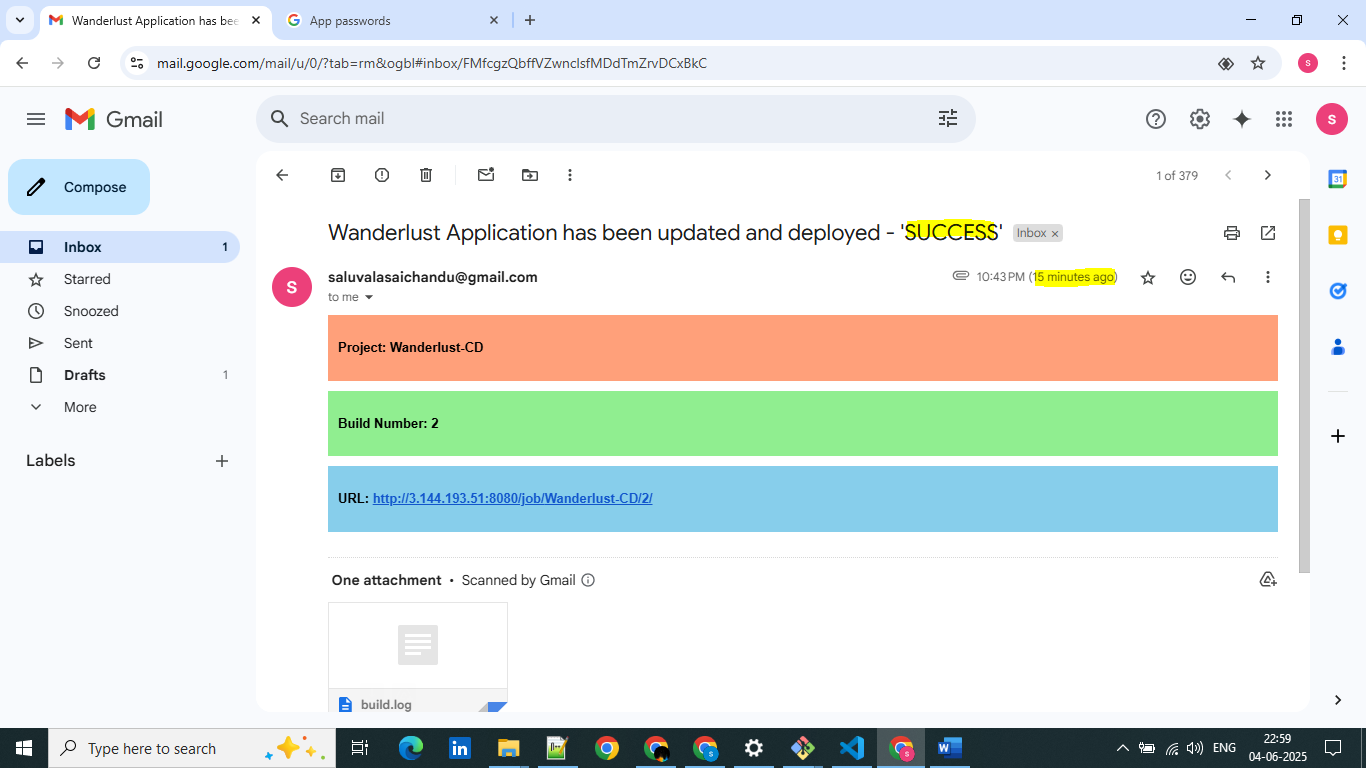 Wanderlust Application has bee
App passwords
mail.google.com/mail/u/0/?tab=rm&ogbl#inbox/FMfcgzQbffVZwnclsfMDdTmZrvDCxBkC
S
Gmail
Search mail
S
Compose
1 of 379
31
Inbox 1
Starred
Snoozed
Sent
Drafts 1
More
Labels
Wanderlust Application has been updated and deployed - 'SUCCESS' Inbox ×
S
saluvalasaichandu@gmail.com 10:43 PM (15 minutes ago)
to me
Project: Wanderlust-CD
Build Number: 2
URL: http://3.144.193.51:8080/job/Wanderlust-CD/2/
One attachment • Scanned by Gmail
build.log
Type here to search
ENG
22:59
04-06-2025